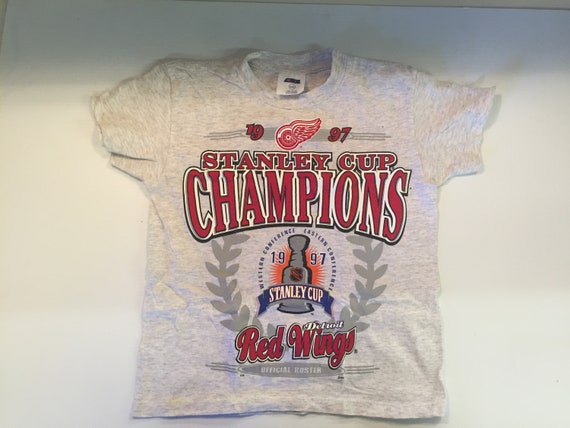 19 97
STANLEY CUP
CHAMPIONS
WESTERN CONFERENCE EASTERN CONFERENCE
19 97
STANLEY CUP
Detroit
Red Wings
OFFICIAL ROSTER